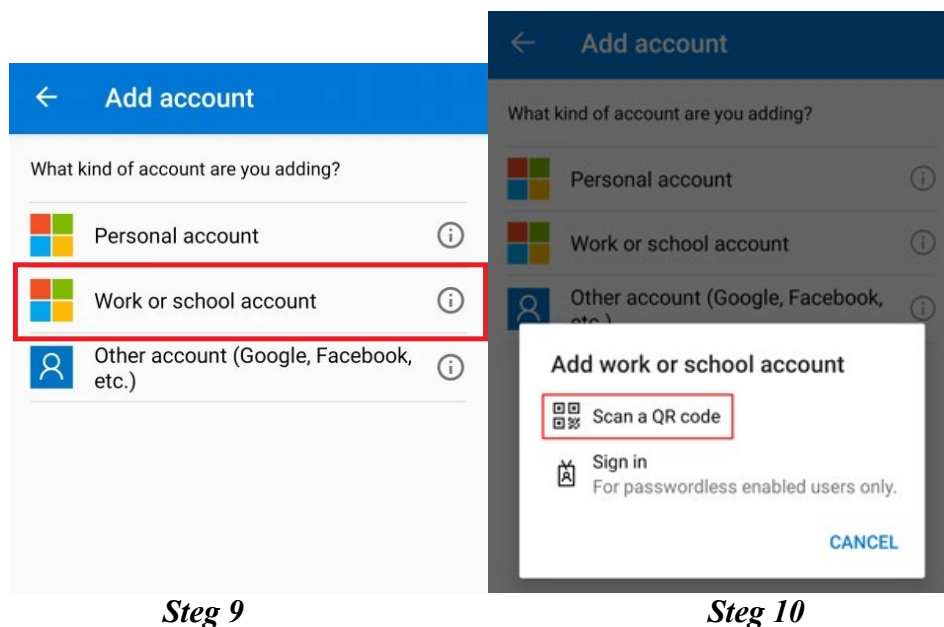 Add account
What kind of account are you adding?
Personal account
Work or school account
Other account (Google, Facebook,
etc.)
Steg 9
Add account
What kind of account are you adding?
Personal account
Work or school account
Other account (Google, Facebook,
etc.)
Add work or school account
Scan a QR code
Sign in
For passwordless enabled users only.
CANCEL
Steg 10